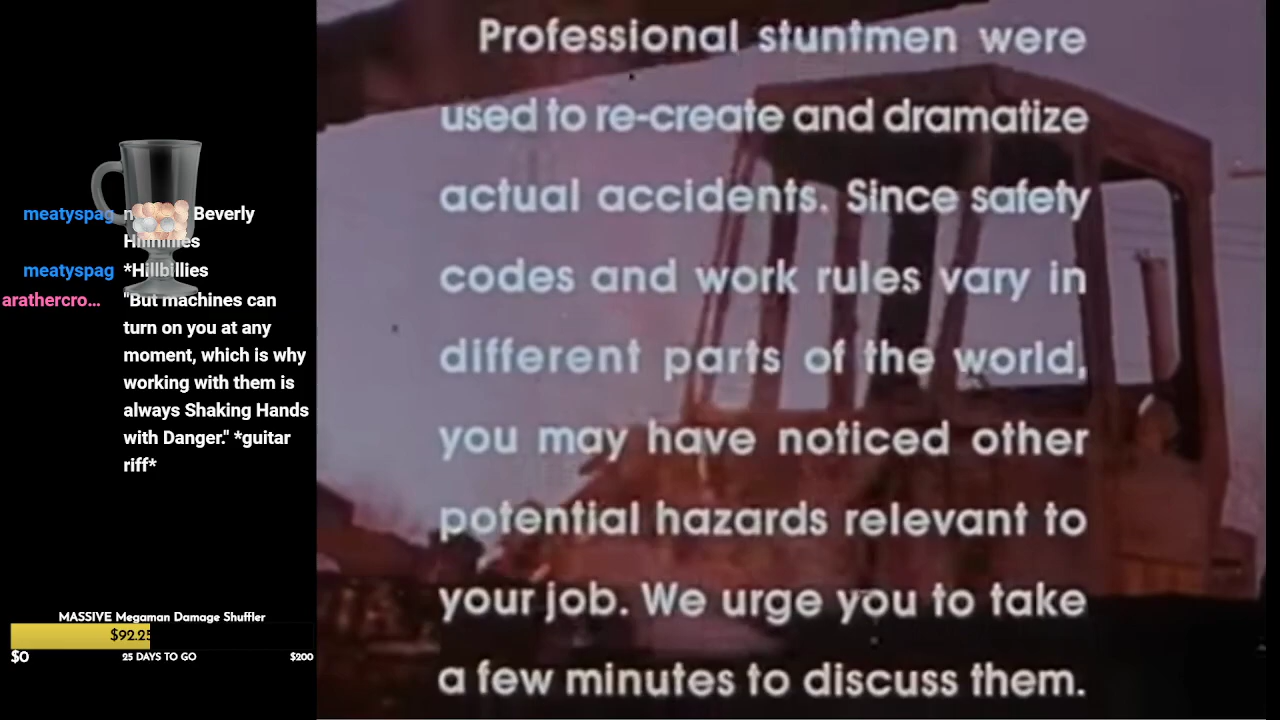 Professional stuntmen were
used to re-create and dramatize
actual accidents. Since safety
codes and work rules vary in
different parts of the world,
you may have noticed other
potential hazards relevant to
your job. We urge you to take
a few minutes to discuss them.
meatyspag Beverly
Hillhillies
meatyspag *Hillbillies
arathercro... "But machines can
turn on you at any
moment, which is why
working with them is
always Shaking Hands
with Danger." *guitar
riff*
MASSIVE Megaman Damage Shuffler
$92.25
$0 25 DAYS TO GO $200